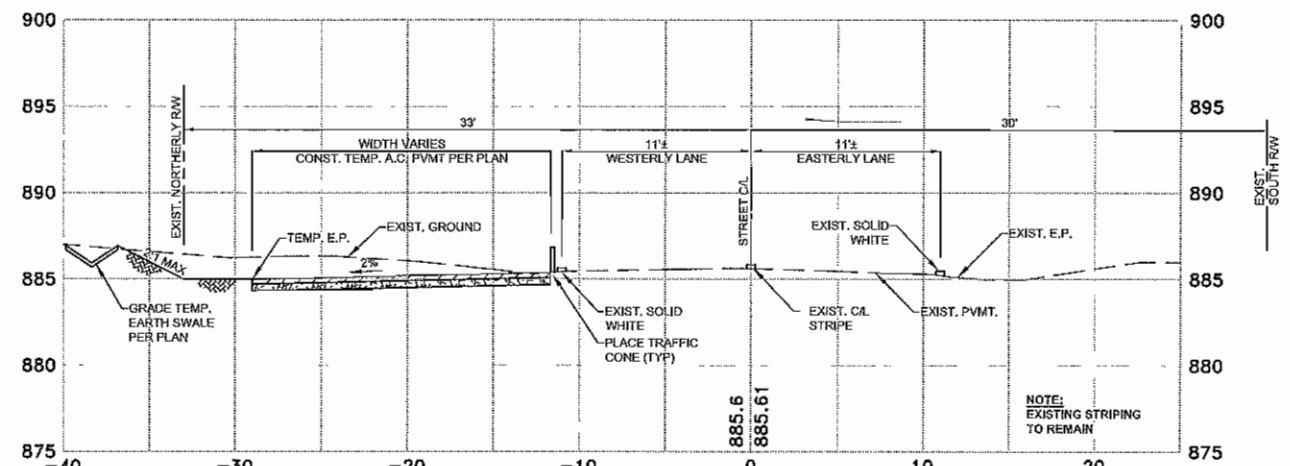 900
900
895
895
EXIST. NORTHERLY R/W
33'
30'
WIDTH VARIES
CONST. TEMP. A.C. PVMT PER PLAN
11'±
WESTERLY LANE
11'±
EASTERLY LANE
890
890
STREET C/L
EXIST.
SOUTH R/W
TEMP. E.P.
EXIST. GROUND
EXIST. SOLID
WHITE
EXIST. E.P.
2:1 MAX
2%
885
885
GRADE TEMP.
EARTH SWALE
PER PLAN
EXIST. SOLID
WHITE
PLACE TRAFFIC
CONE (TYP)
EXIST. C/L
STRIPE
EXIST. PVMT.
880
880
885.6
885.61
NOTE:
EXISTING STRIPING
TO REMAIN
875
875
-40
-30
-20
-10
0
10
20